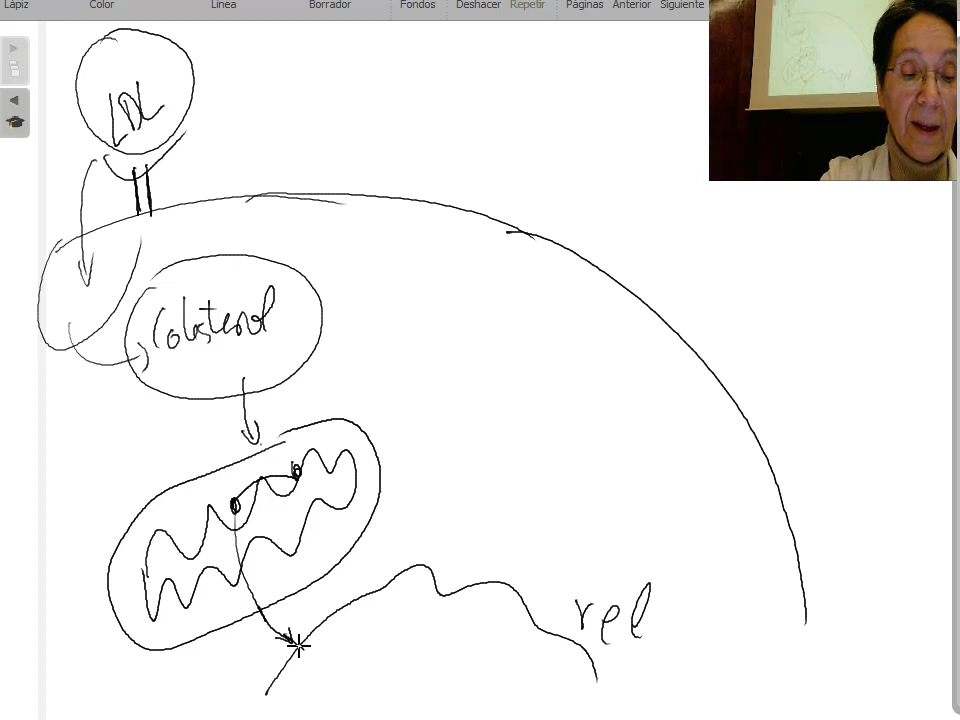 Lápiz Color Línea Borrador Fondos Deshacer Repetir Páginas Anterior Siguiente
LDL
Colesterol
rel